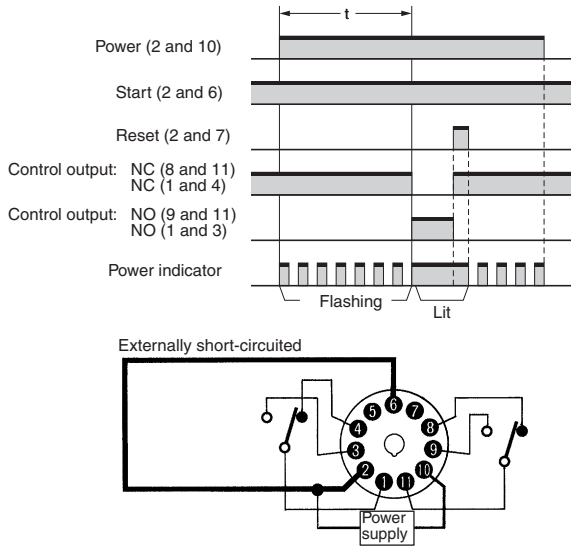 t
Power (2 and 10)
Start (2 and 6)
Reset (2 and 7)
Control output: NC (8 and 11)
NC (1 and 4)
Control output: NO (9 and 11)
NO (1 and 3)
Power indicator
Flashing
Lit
Externally short-circuited
6
5
7
4
8
3
9
2
10
1
11
Power
supply